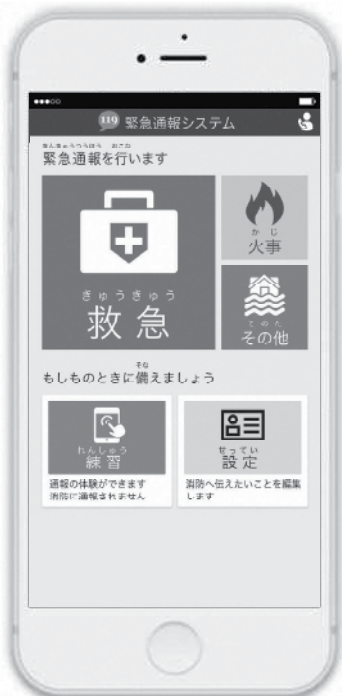 119 緊急通報システム
きんきゅうつうほう おこな
緊急通報を行います
きゅうきゅう
救急
かじ
火事
そのた
その他
そな
もしものときに備えましょう
れんしゅう
練習
通報の体験ができます
消防に通報されません
せってい
設定
消防へ伝えたいことを編集
します